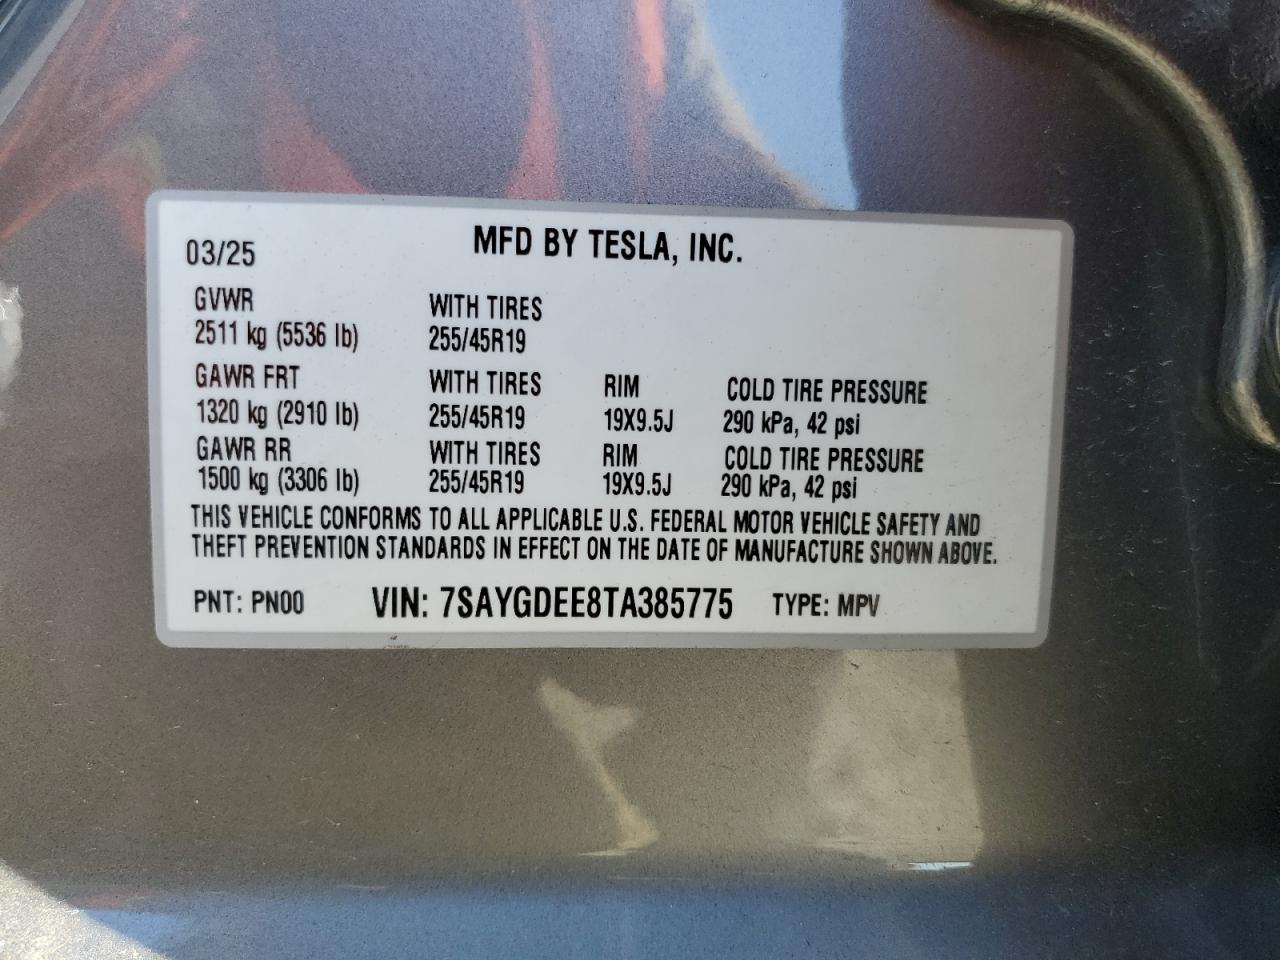 03/25 MFD BY TESLA, INC.
GVWR WITH TIRES
2511 kg (5536 lb) 255/45R19
GAWR FRT WITH TIRES RIM COLD TIRE PRESSURE
1320 kg (2910 lb) 255/45R19 19X9.5J 290 kPa, 42 psi
GAWR RR WITH TIRES RIM COLD TIRE PRESSURE
1500 kg (3306 lb) 255/45R19 19X9.5J 290 kPa, 42 psi
THIS VEHICLE CONFORMS TO ALL APPLICABLE U.S. FEDERAL MOTOR VEHICLE SAFETY AND
THEFT PREVENTION STANDARDS IN EFFECT ON THE DATE OF MANUFACTURE SHOWN ABOVE.
PNT: PN00 VIN: 7SAYGDEE8TA385775 TYPE: MPV